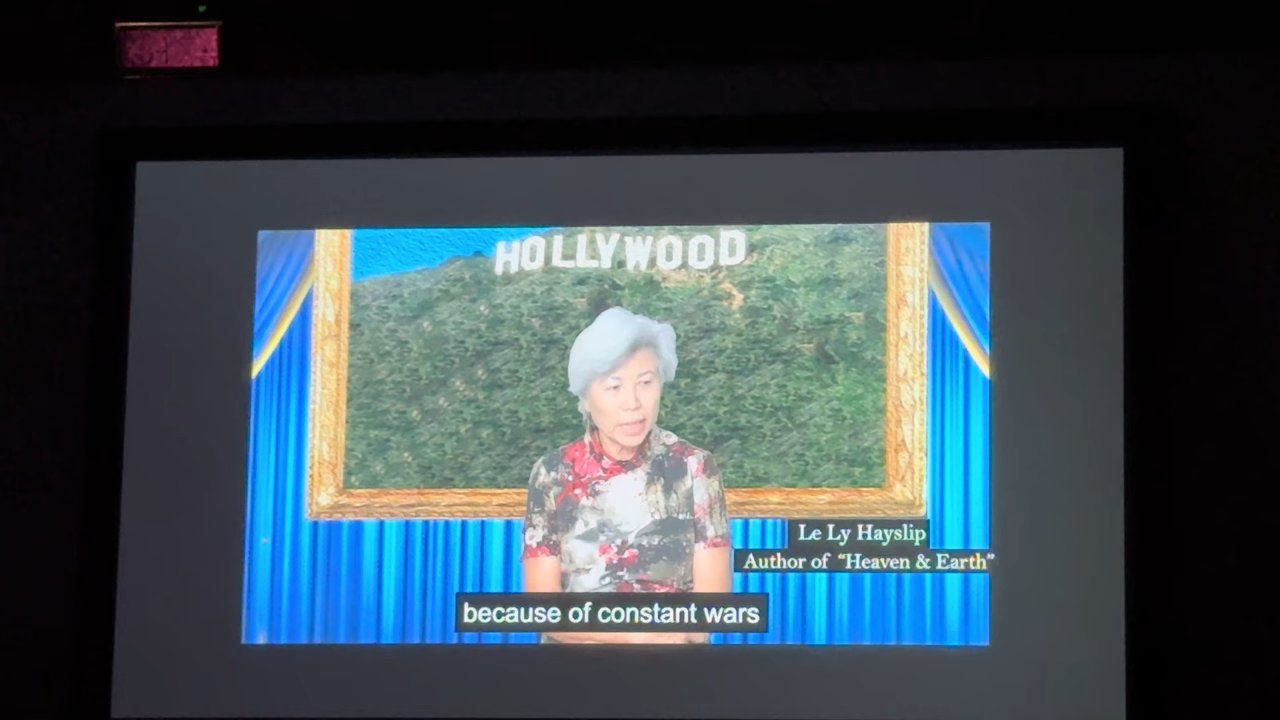 HOLLYWOOD
Le Ly Hayslip
Author of “Heaven & Earth”
because of constant wars